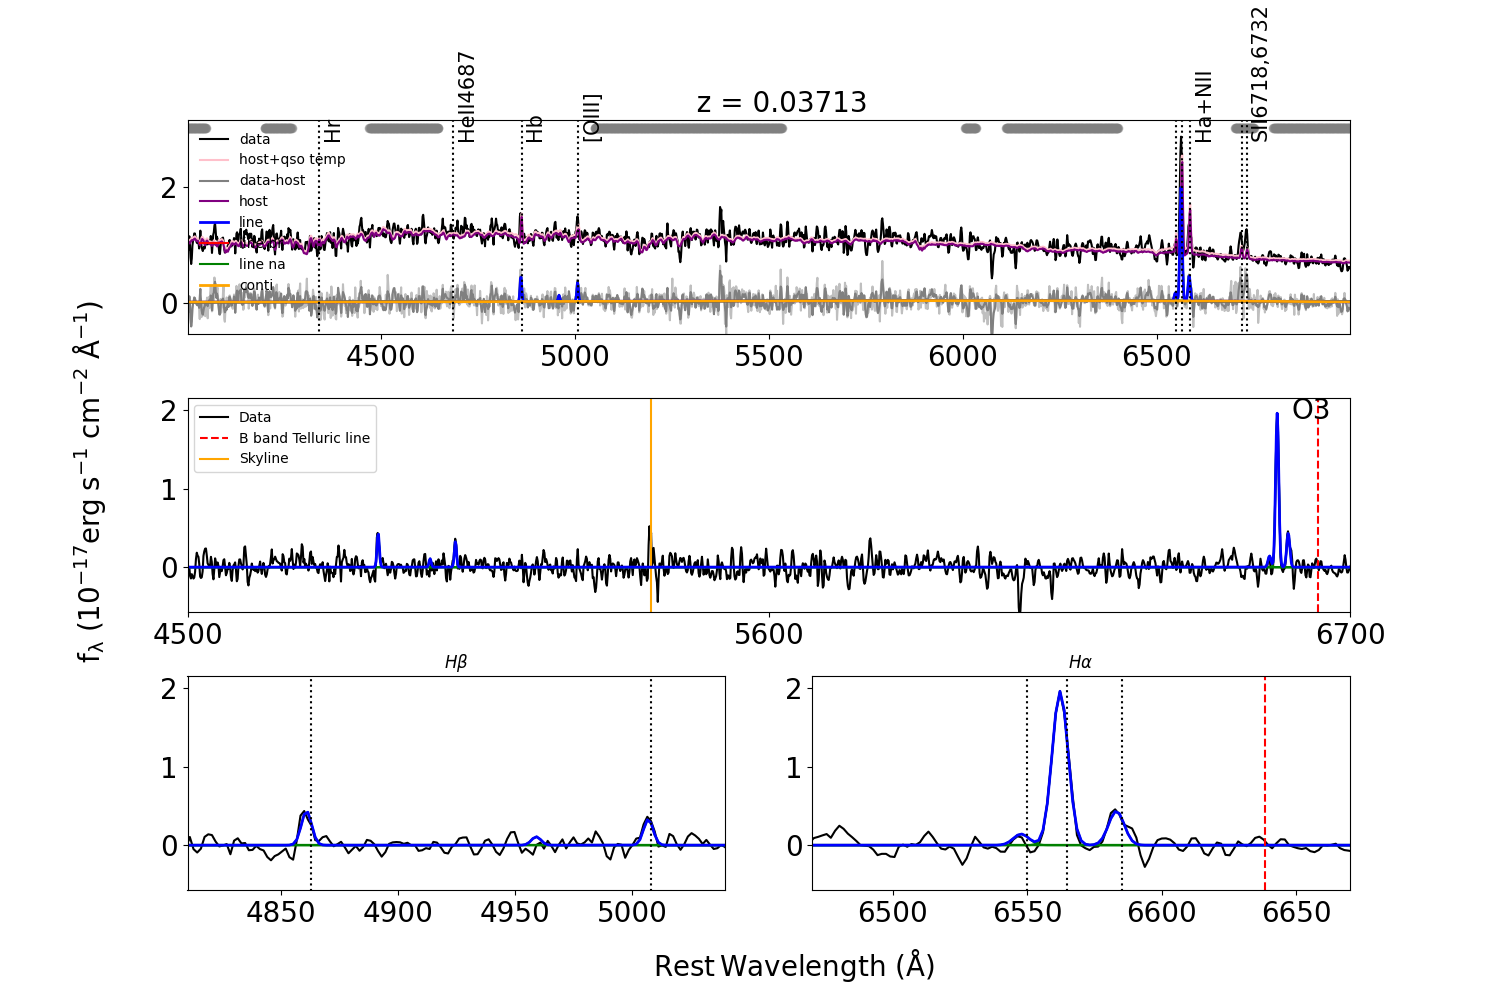 z = 0.03713
Hr
HeII4687
Hb
[OIII]
Ha+NII
SII6718,6732
data
host+qso temp
data-host
host
line
line na
conti
2
0
4500 5000 5500 6000 6500
fλ (10−17erg s−1 cm−2 Å−1)
Data
B band Telluric line
Skyline
O3
2
1
0
4500 5600 6700
Hβ
2
1
0
4850 4900 4950 5000
Hα
2
1
0
6500 6550 6600 6650
Rest Wavelength (Å)